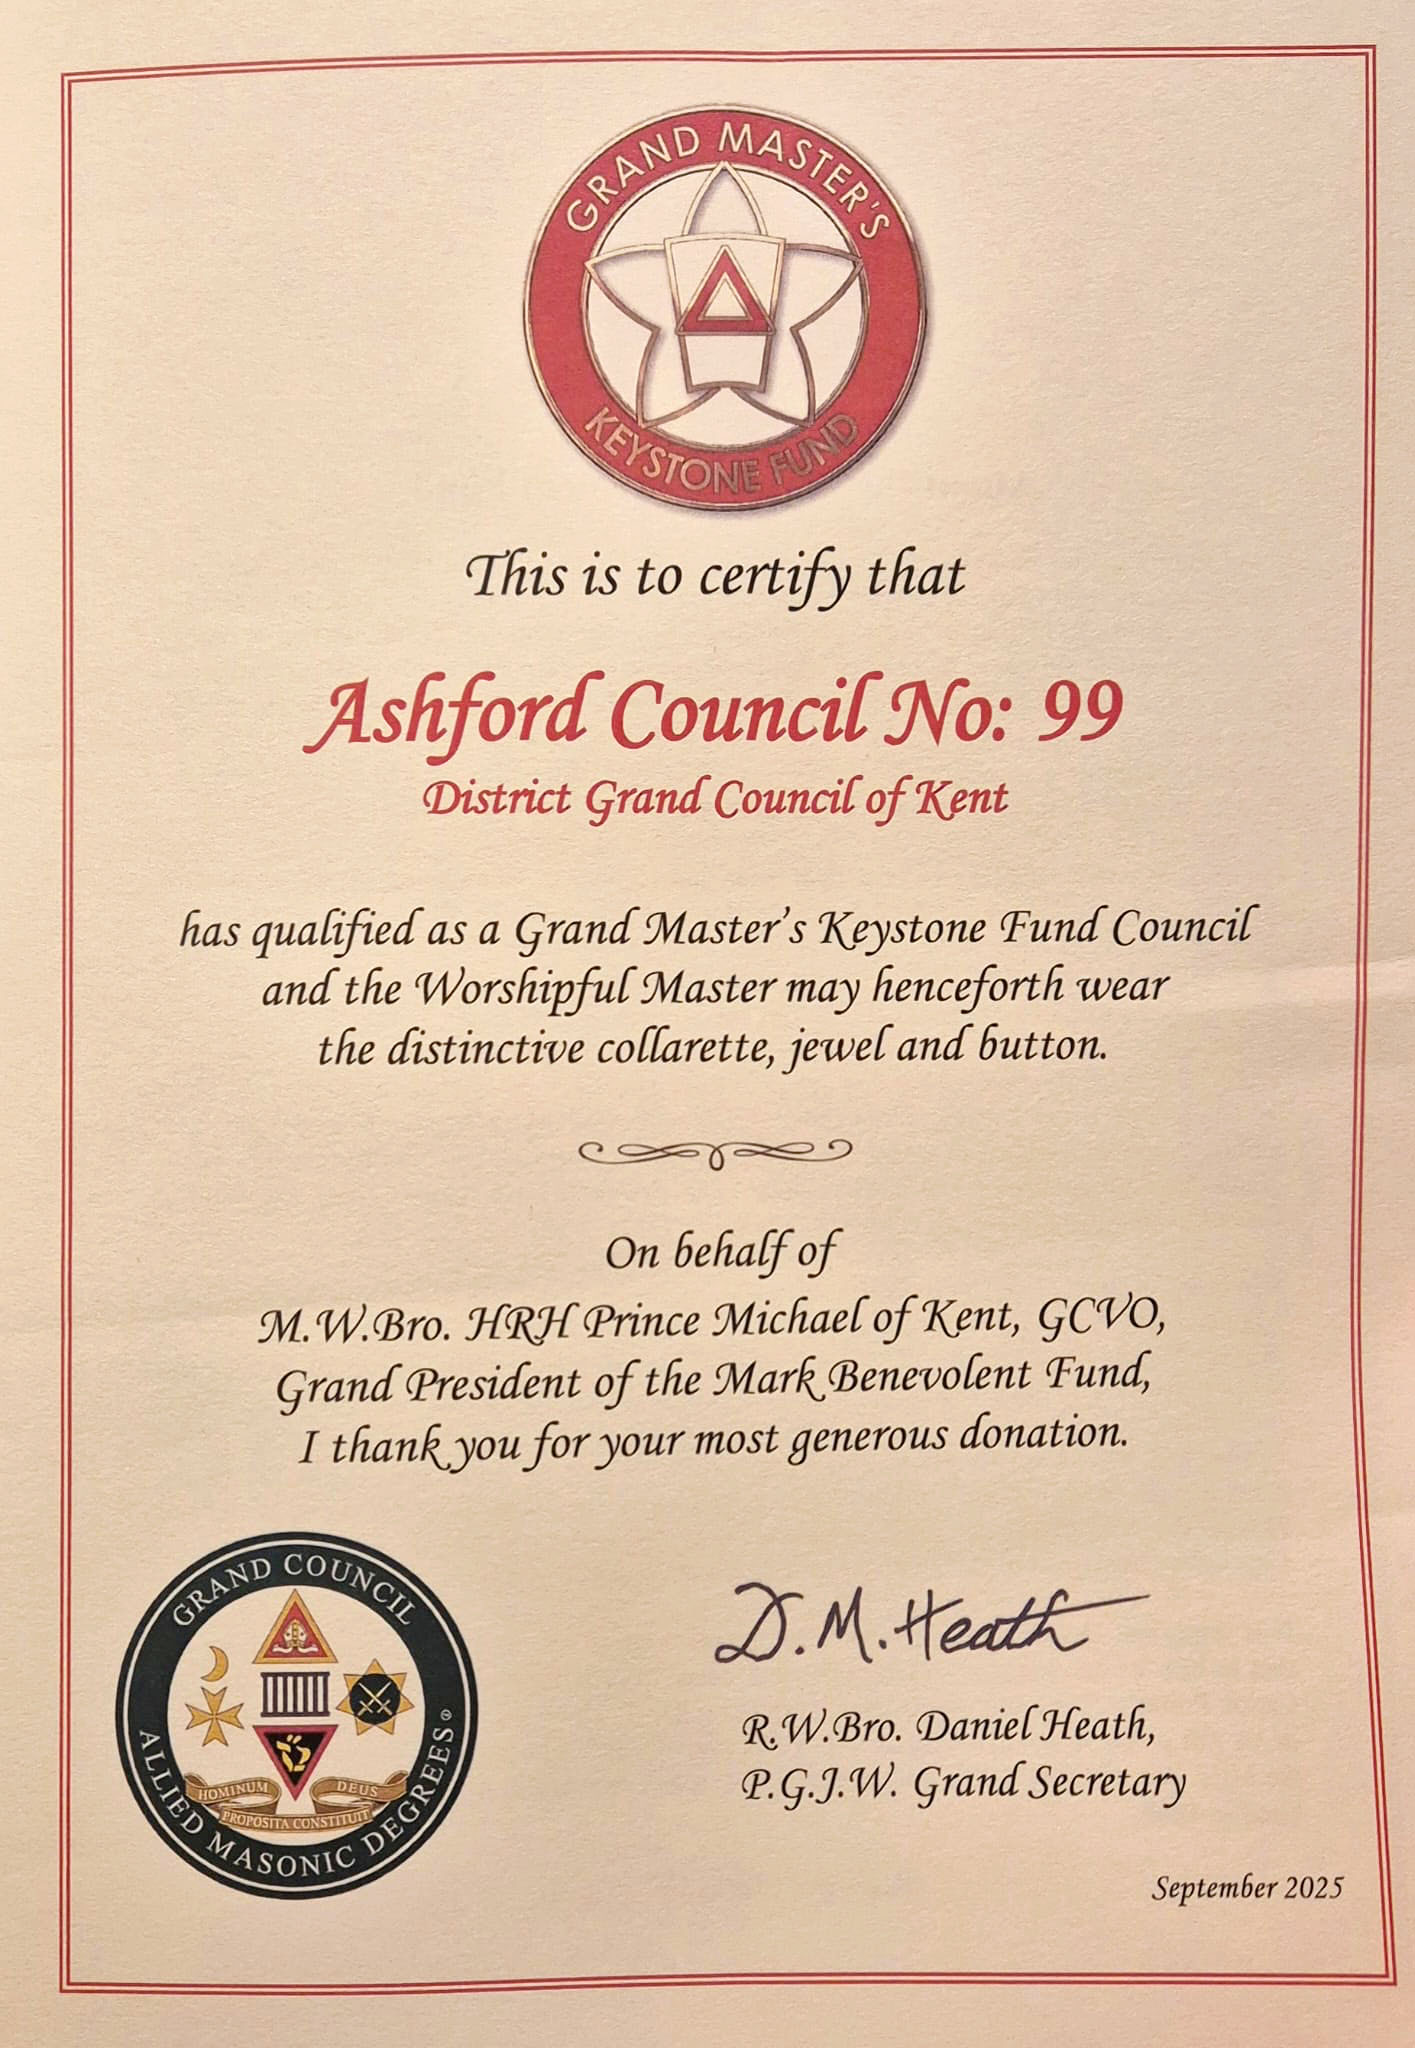 GRAND MASTER'S
KEYSTONE FUND
This is to certify that
Ashford Council No: 99
District Grand Council of Kent
has qualified as a Grand Master’s Keystone Fund Council
and the Worshipful Master may henceforth wear
the distinctive collarette, jewel and button.
On behalf of
M.W.Bro. HRH Prince Michael of Kent, GCVO,
Grand President of the Mark Benevolent Fund,
I thank you for your most generous donation.
GRAND COUNCIL
HOMINUM DEUS
PROPOSITA CONSTITUIT
ALLIED MASONIC DEGREES®
D.M.Heath
R.W.Bro. Daniel Heath,
P.G.J.W. Grand Secretary
September 2025